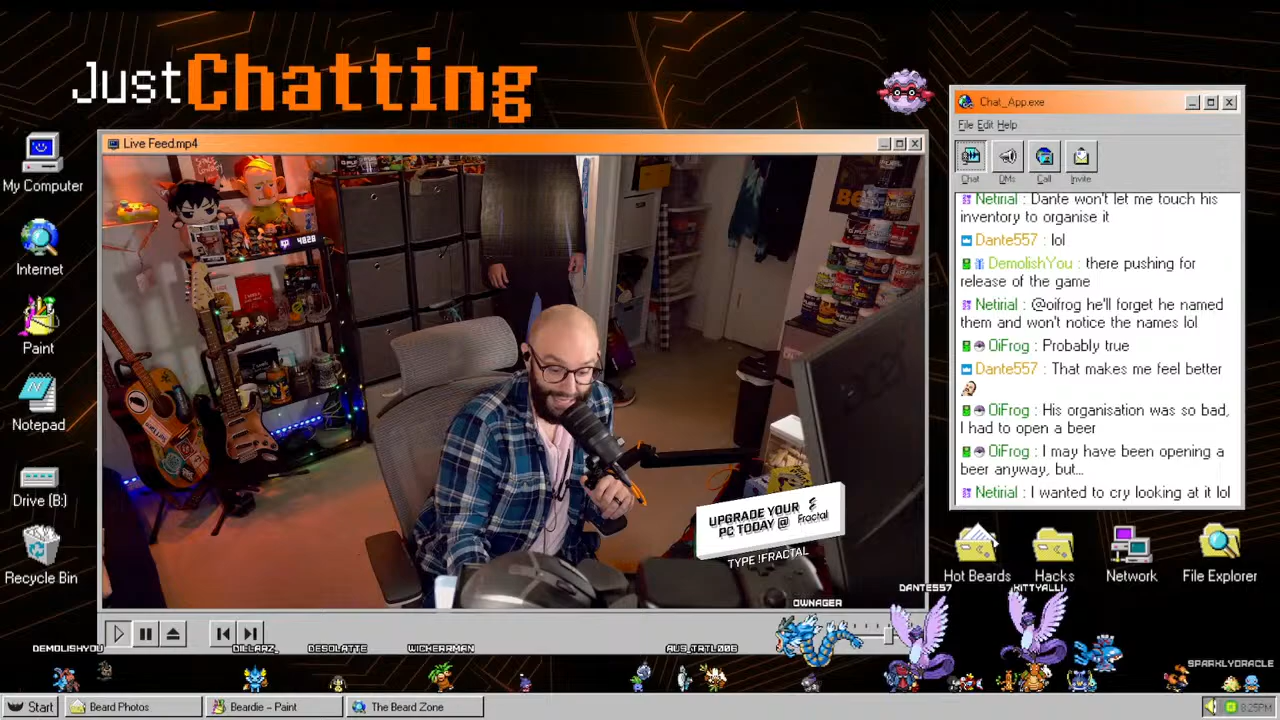 Just Chatting
Live Feed.mp4
My Computer
Internet
Paint
Notepad
Drive (B:)
Recycle Bin
4828
UPGRADE YOUR
PC TODAY @ Fractal
TYPE !FRACTAL
Chat_App.exe
File Edit Help
Chat DMs Call Invite
Netirial : Dante won't let me touch his
inventory to organise it
Dante557 : lol
DemolishYou : there pushing for
release of the game
Netirial : @oifrog he'll forget he named
them and won't notice the names lol
OiFrog : Probably true
Dante557 : That makes me feel better
OiFrog : His organisation was so bad,
I had to open a beer
OiFrog : I may have been opening a
beer anyway, but...
Netirial : I wanted to cry looking at it lol
Hot Beards Hacks Network File Explorer
DANTE557 KITTYALLI
OWNAGER
DEMOLISHYOU DILLARZ_ DESOLATTE WICKERRMAN AUS_TATL006
SPARKLYORACLE
Start Beard Photos Beardie - Paint The Beard Zone 8:25PM